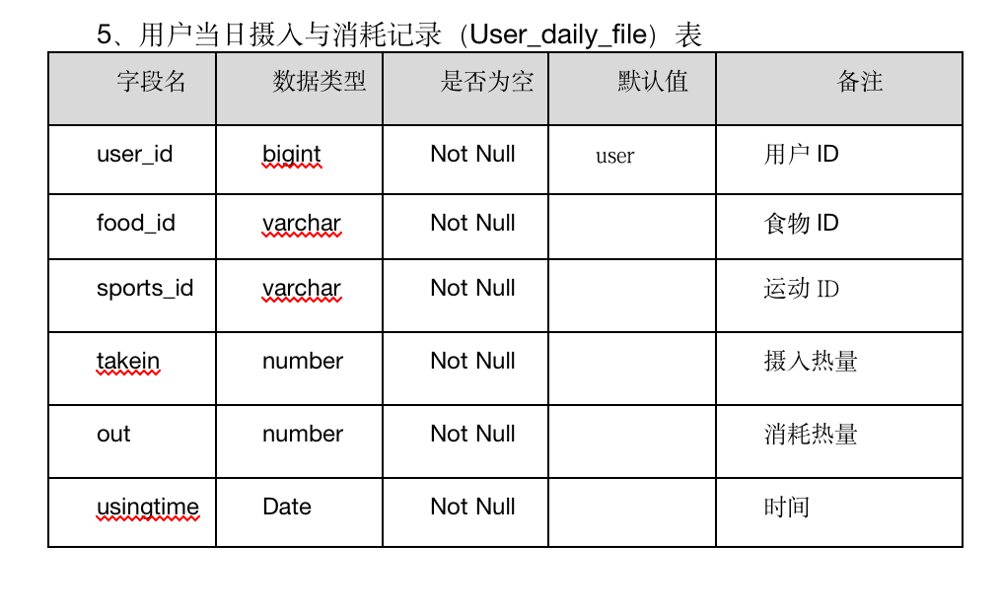 5、用户当日摄入与消耗记录（User_daily_file）表
字段名 数据类型 是否为空 默认值 备注
user_id bigint Not Null user 用户 ID
food_id varchar Not Null 食物 ID
sports_id varchar Not Null 运动 ID
takein number Not Null 摄入热量
out number Not Null 消耗热量
usingtime Date Not Null 时间